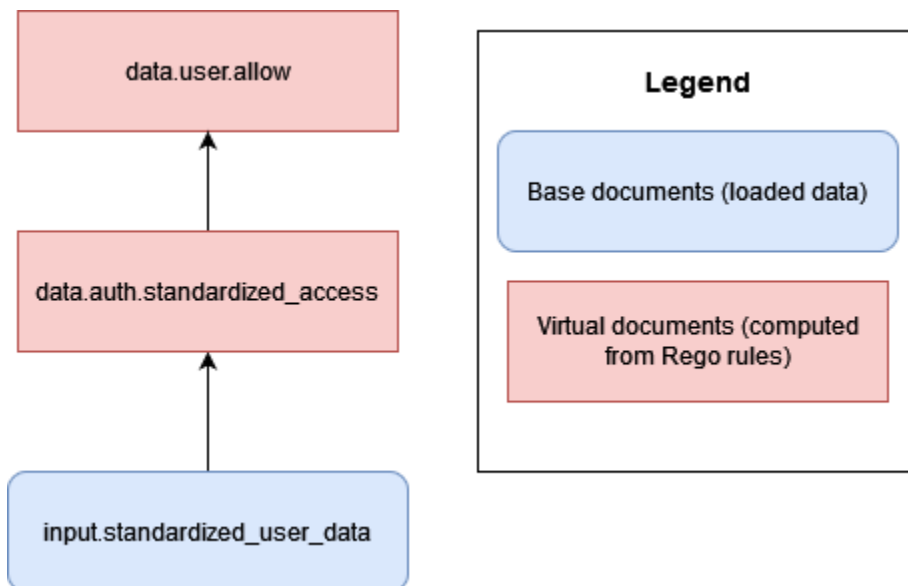 data.user.allow
data.auth.standardized_access
input.standardized_user_data
Legend
Base documents (loaded data)
Virtual documents (computed
from Rego rules)